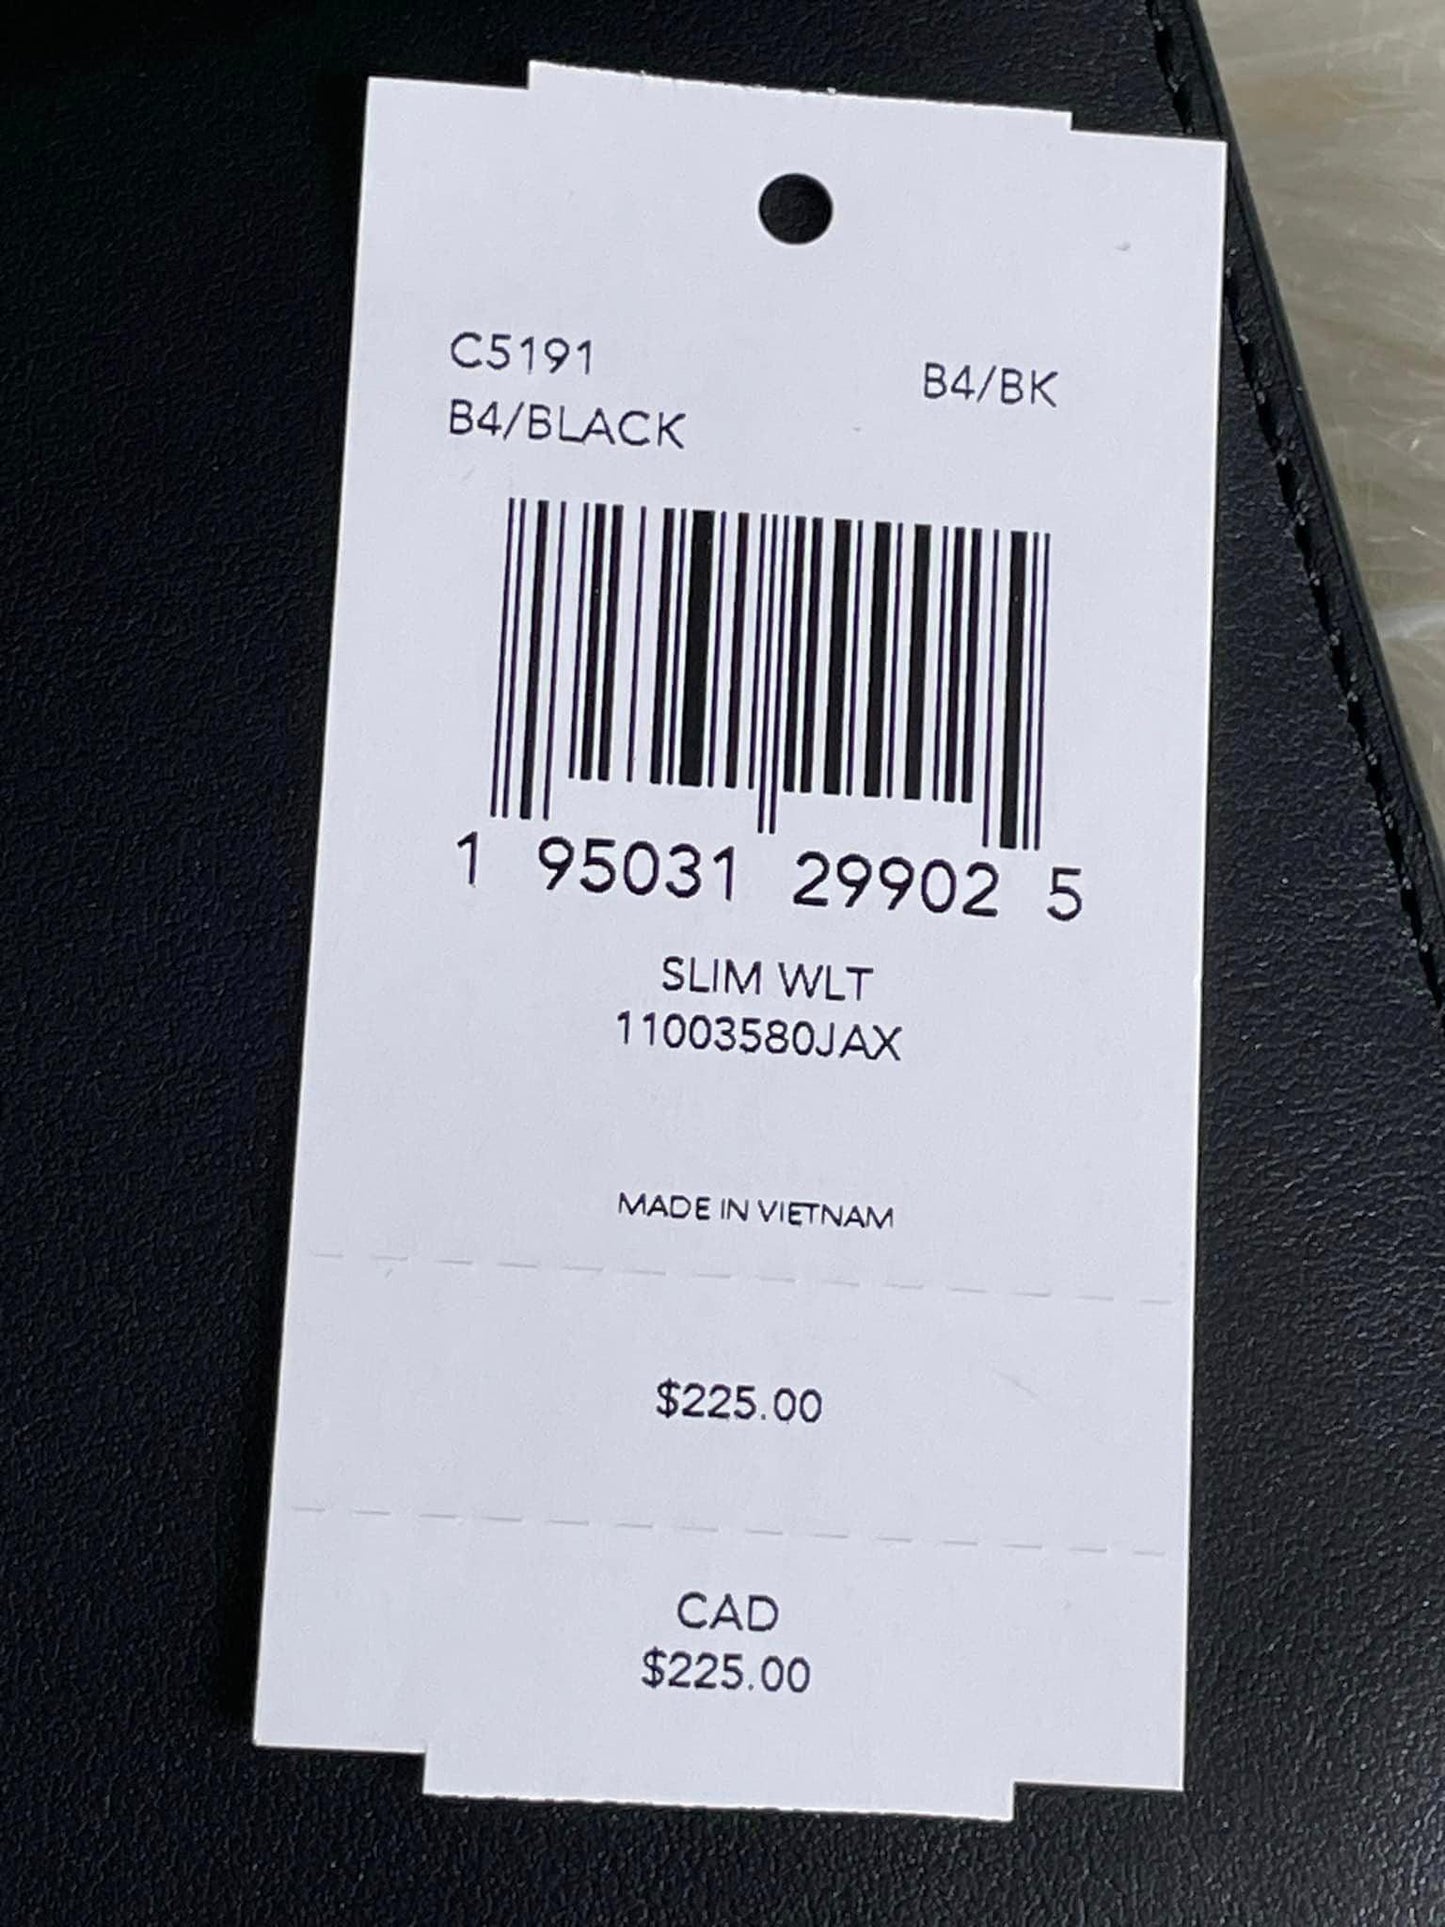 C5191
B4/BK
B4/BLACK
1 95031 29902 5
SLIM WLT
11003580JAX
MADE IN VIETNAM
$225.00
CAD
$225.00